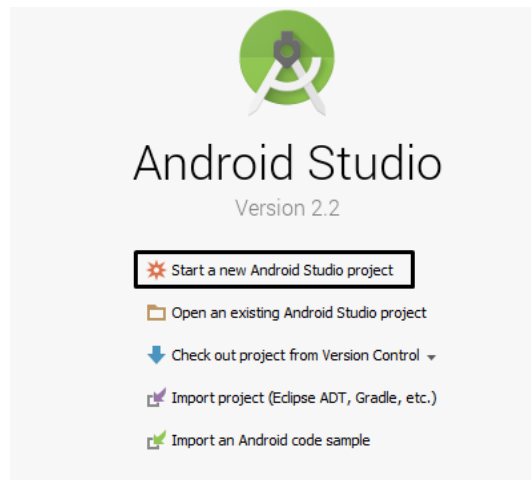 Android Studio
Version 2.2
Start a new Android Studio project
Open an existing Android Studio project
Check out project from Version Control
Import project (Eclipse ADT, Gradle, etc.)
Import an Android code sample